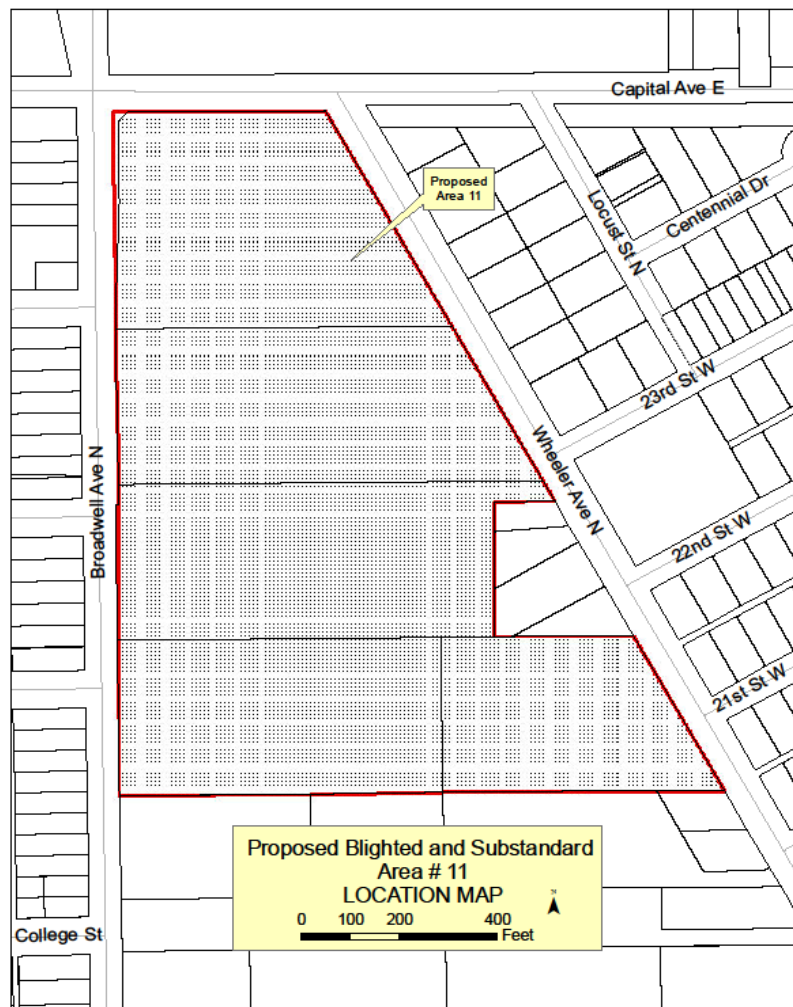 Capital Ave E
Proposed
Area 11
Centennial Dr
Locust St N
23rd St W
Wheeler Ave N
Broadwell Ave N
22nd St W
21st St W
Proposed Blighted and Substandard
Area # 11
LOCATION MAP
N
0 100 200 400
Feet
College St